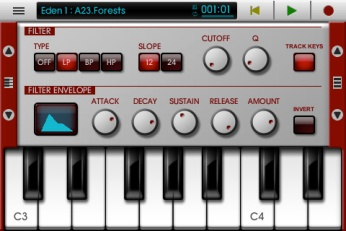 Eden 1 : A23.Forests 001:01
FILTER
TYPE SLOPE CUTOFF Q TRACK KEYS
OFF LP BP HP 12 24
FILTER ENVELOPE
ATTACK DECAY SUSTAIN RELEASE AMOUNT INVERT
C3 C4